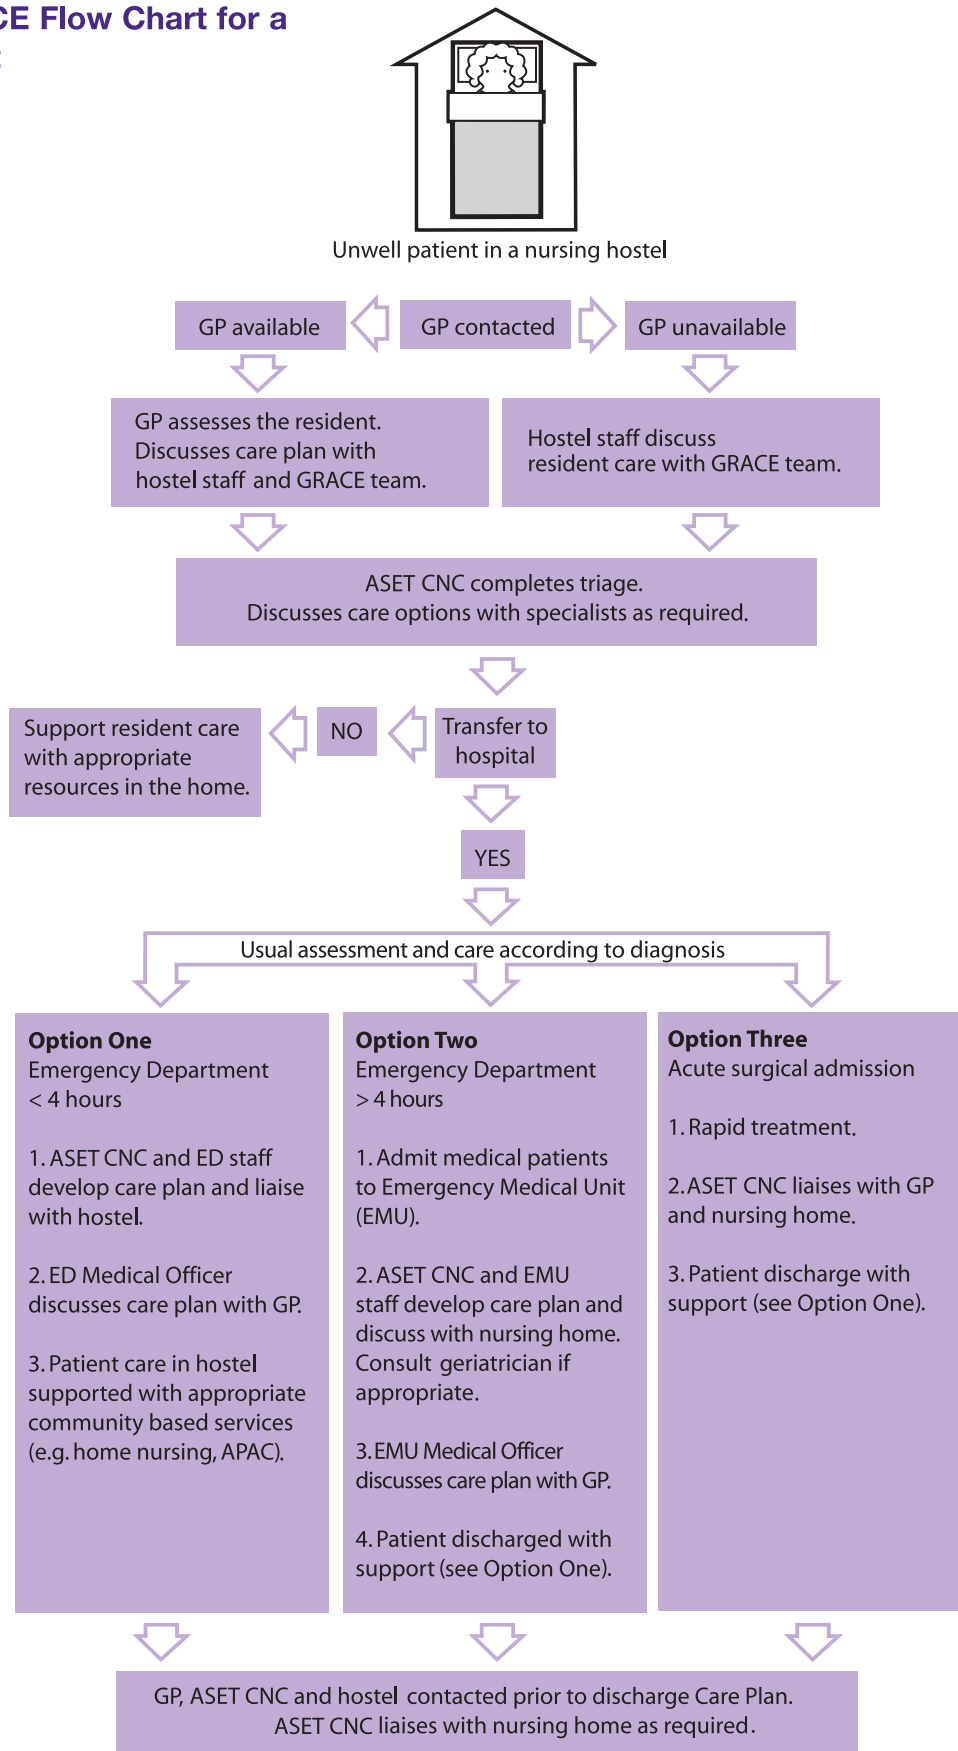 CE Flow Chart for a
Unwell patient in a nursing hostel
GP available
GP contacted
GP unavailable
GP assesses the resident.
Discusses care plan with
hostel staff and GRACE team.
Hostel staff discuss
resident care with GRACE team.
ASET CNC completes triage.
Discusses care options with specialists as required.
Support resident care
with appropriate
resources in the home.
NO
Transfer to
hospital
YES
Usual assessment and care according to diagnosis
Option One
Emergency Department
< 4 hours
1. ASET CNC and ED staff
develop care plan and liaise
with hostel.
2. ED Medical Officer
discusses care plan with GP.
3. Patient care in hostel
supported with appropriate
community based services
(e.g. home nursing, APAC).
Option Two
Emergency Department
> 4 hours
1. Admit medical patients
to Emergency Medical Unit
(EMU).
2. ASET CNC and EMU
staff develop care plan and
discuss with nursing home.
Consult geriatrician if
appropriate.
3. EMU Medical Officer
discusses care plan with GP.
4. Patient discharged with
support (see Option One).
Option Three
Acute surgical admission
1. Rapid treatment.
2. ASET CNC liaises with GP
and nursing home.
3. Patient discharge with
support (see Option One).
GP, ASET CNC and hostel contacted prior to discharge Care Plan.
ASET CNC liaises with nursing home as required.